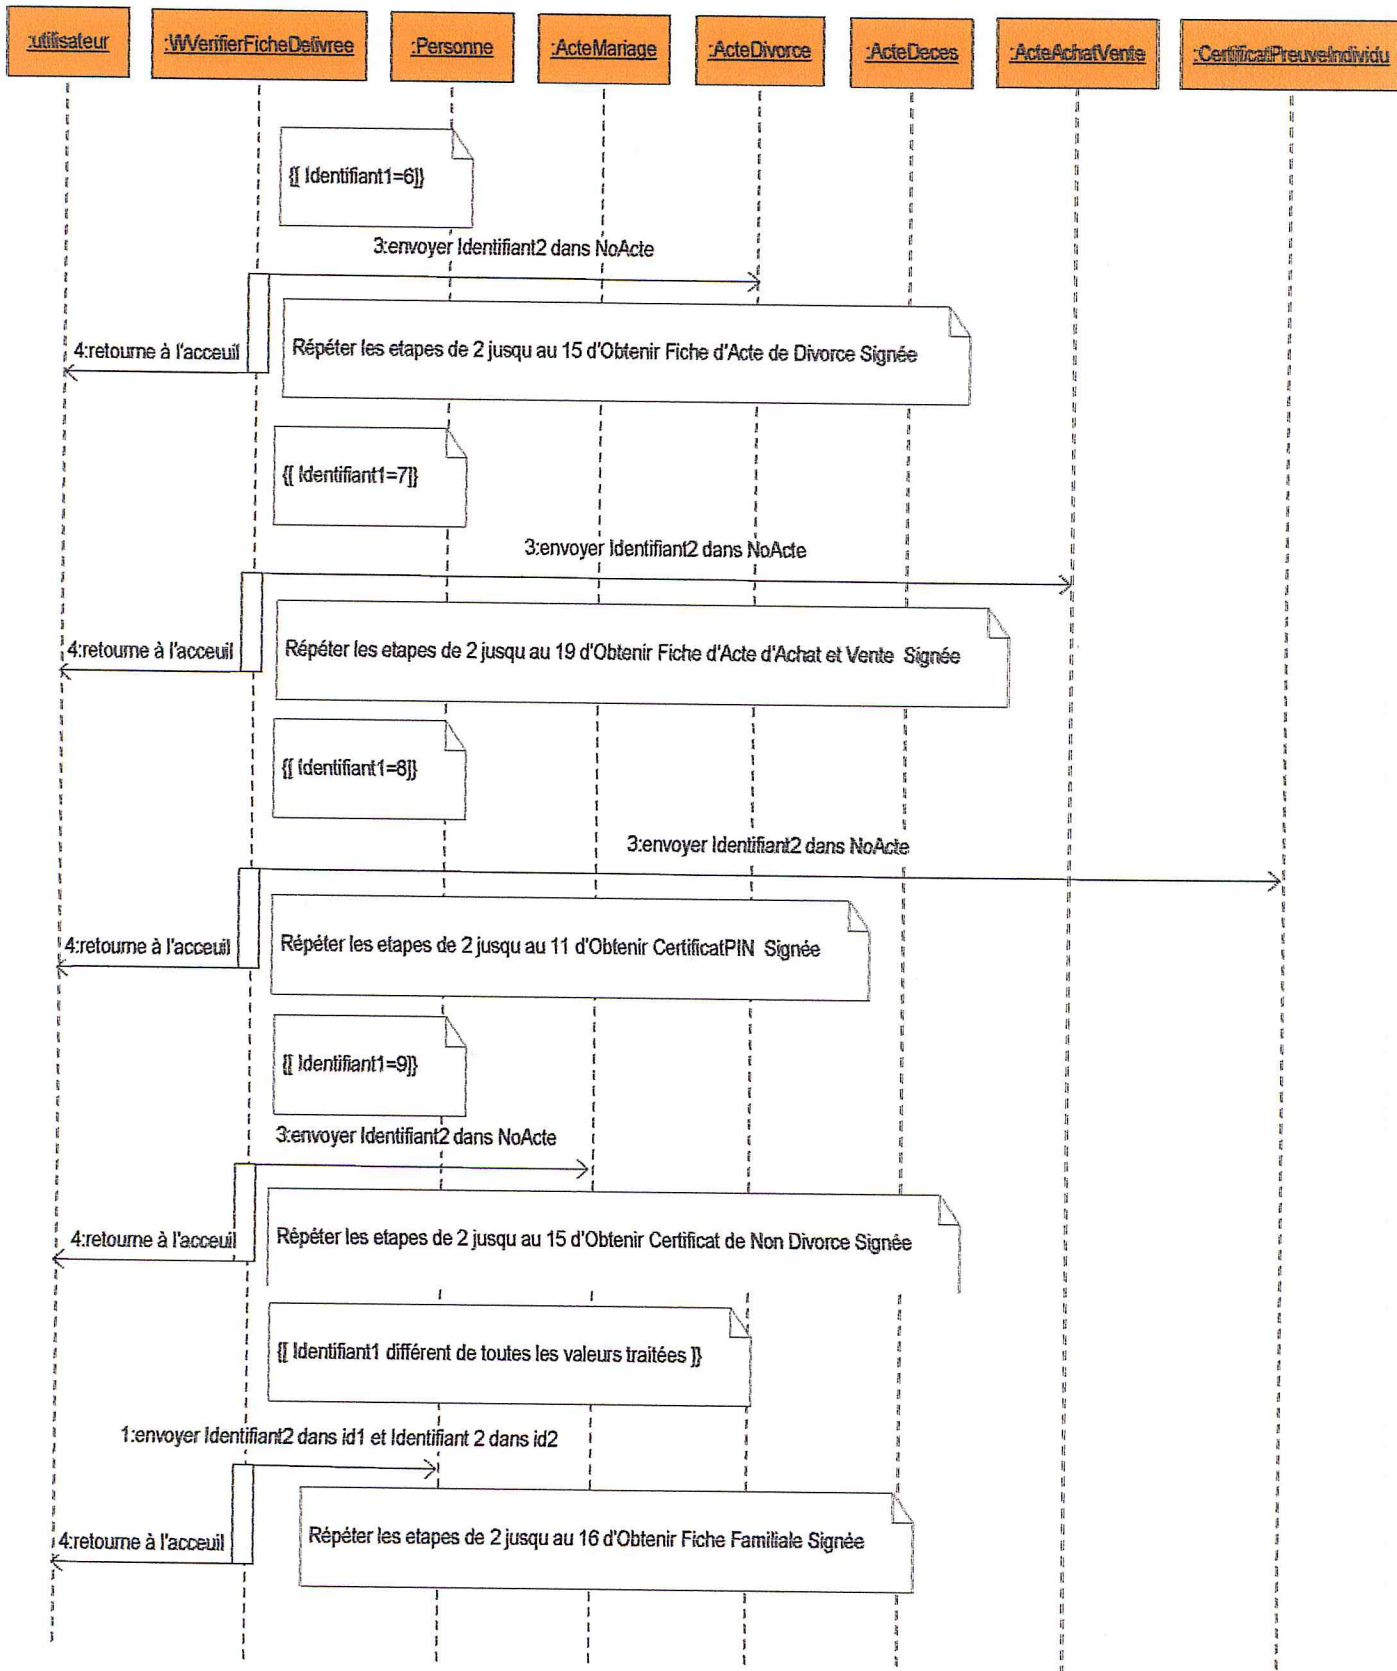 :utilisateur
:WVerifierFicheDelivree
:Personne
:ActeMariage
:ActeDivorce
:ActeDeces
:ActeAchatVente
:CertificatPreuveIndividu
{[ Identifiant1=6]}
3:envoyer Identifiant2 dans NoActe
Répéter les etapes de 2 jusqu au 15 d'Obtenir Fiche d'Acte de Divorce Signée
4:retourne à l'acceuil
{[ Identifiant1=7]}
3:envoyer Identifiant2 dans NoActe
Répéter les etapes de 2 jusqu au 19 d'Obtenir Fiche d'Acte d'Achat et Vente Signée
4:retourne à l'acceuil
{[ Identifiant1=8]}
3:envoyer Identifiant2 dans NoActe
Répéter les etapes de 2 jusqu au 11 d'Obtenir CertificatPIN Signée
4:retourne à l'acceuil
{[ Identifiant1=9]}
3:envoyer Identifiant2 dans NoActe
Répéter les etapes de 2 jusqu au 15 d'Obtenir Certificat de Non Divorce Signée
4:retourne à l'acceuil
{[ Identifiant1 différent de toutes les valeurs traitées ]}
1:envoyer Identifiant2 dans id1 et Identifiant 2 dans id2
Répéter les etapes de 2 jusqu au 16 d'Obtenir Fiche Familiale Signée
4:retourne à l'acceuil